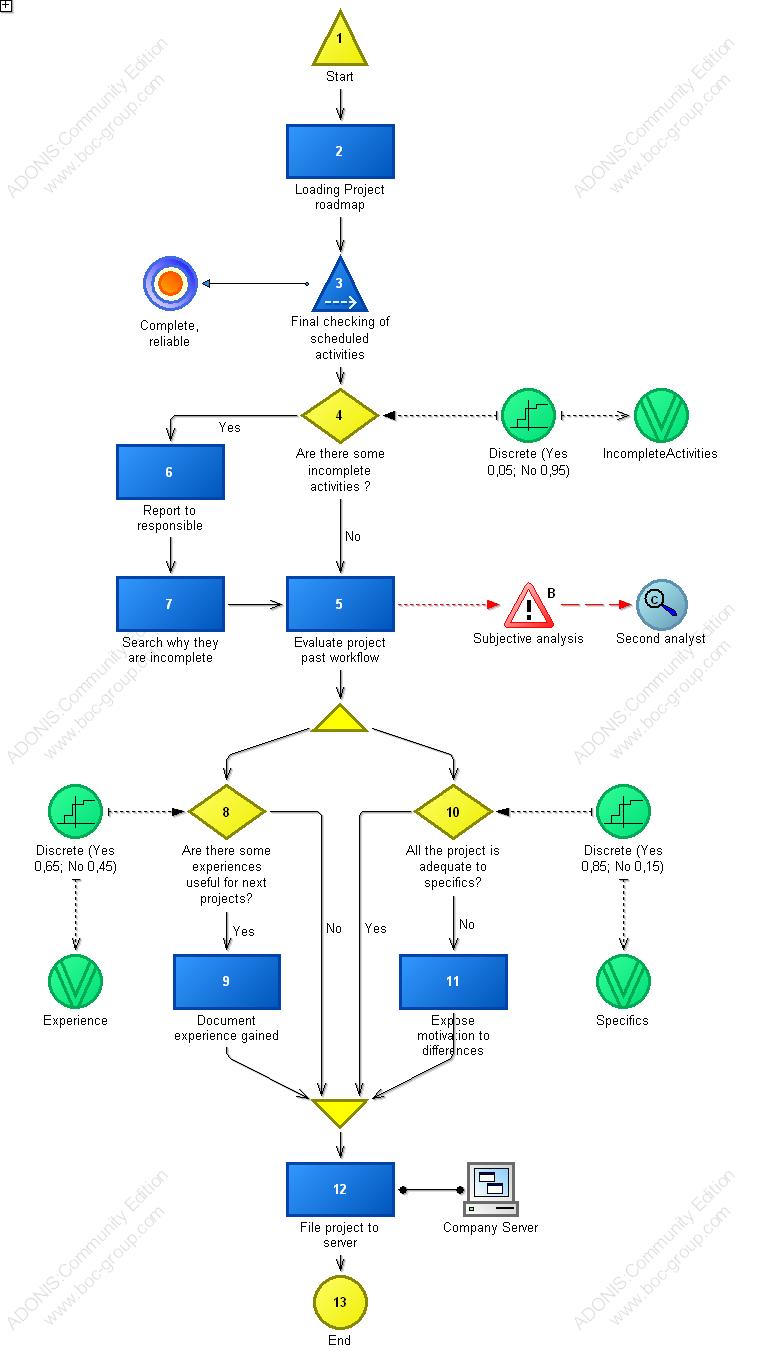 1
Start
ADONIS:Community Edition
www.boc-group.com
ADONIS:Community Edition
www.boc-group.com
2
Loading Project
roadmap
3
Complete,
reliable
Final checking of
scheduled
activities
4
Yes
Are there some
incomplete
activities ?
Discrete (Yes
0,05; No 0,95)
IncompleteActivities
6
Report to
responsible
No
7
Search why they
are incomplete
5
Evaluate project
past workflow
B
Subjective analysis
C
Second analyst
ADONIS:Community Edition
www.boc-group.com
ADONIS:Community Edition
www.boc-group.com
8
10
Discrete (Yes
0,65; No 0,45)
Are there some
experiences
useful for next
projects?
All the project is
adequate to
specifics?
Discrete (Yes
0,85; No 0,15)
Yes
No
Yes
No
9
11
Experience
Document
experience gained
Expose
motivation to
differences
Specifics
12
File project to
server
Company Server
ADONIS:Community Edition
www.boc-group.com
ADONIS:Community Edition
www.boc-group.com
13
End